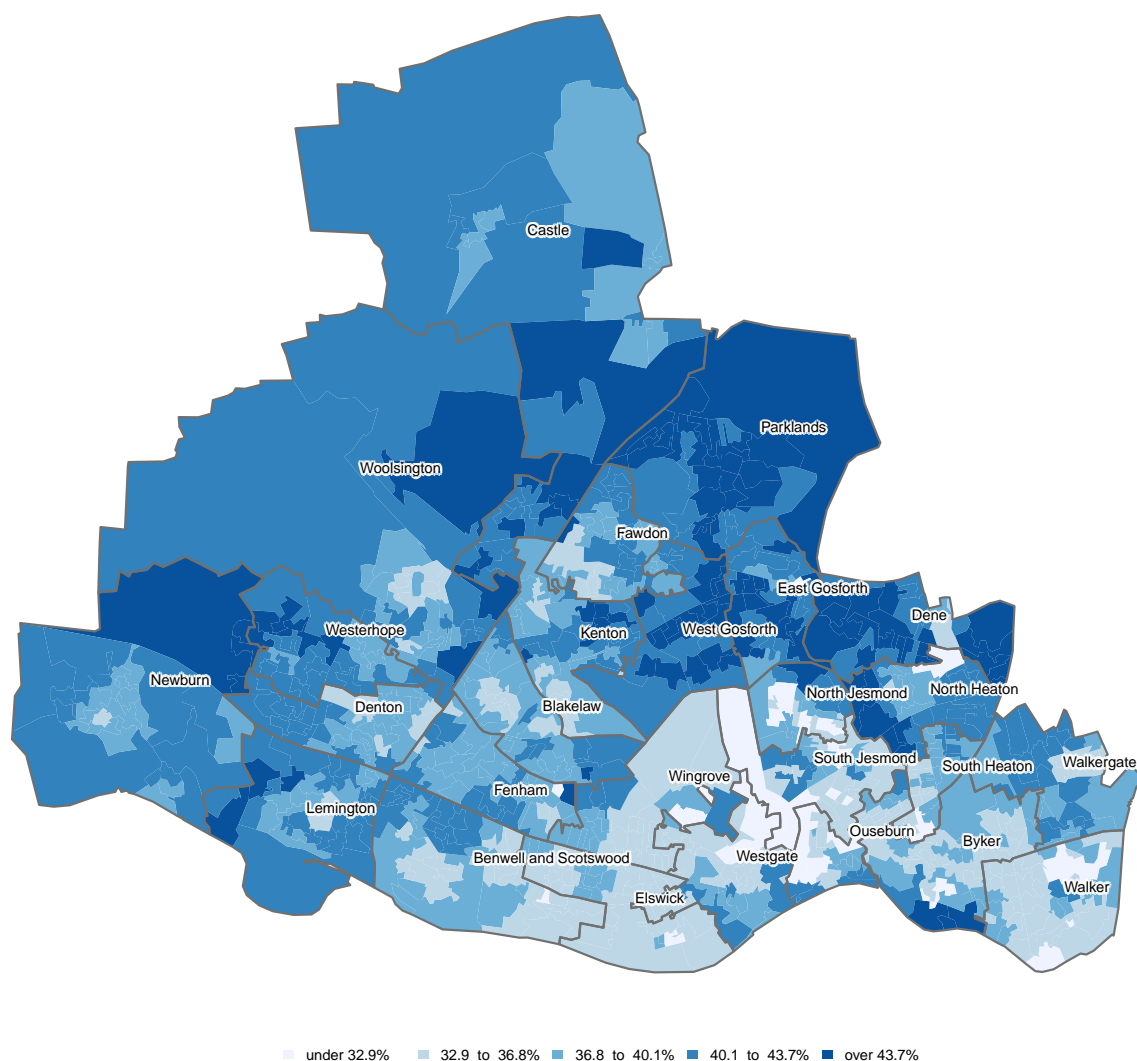 Castle
Parklands
Woolsington
Fawdon
East Gosforth
Dene
Westerhope
Kenton
West Gosforth
Newburn
North Jesmond
North Heaton
Denton
Blakelaw
South Jesmond
Walkergate
South Heaton
Wingrove
Fenham
Lemington
Ouseburn
Byker
Benwell and Scotswood
Westgate
Walker
Elswick
under 32.9% 32.9 to 36.8% 36.8 to 40.1% 40.1 to 43.7% over 43.7%